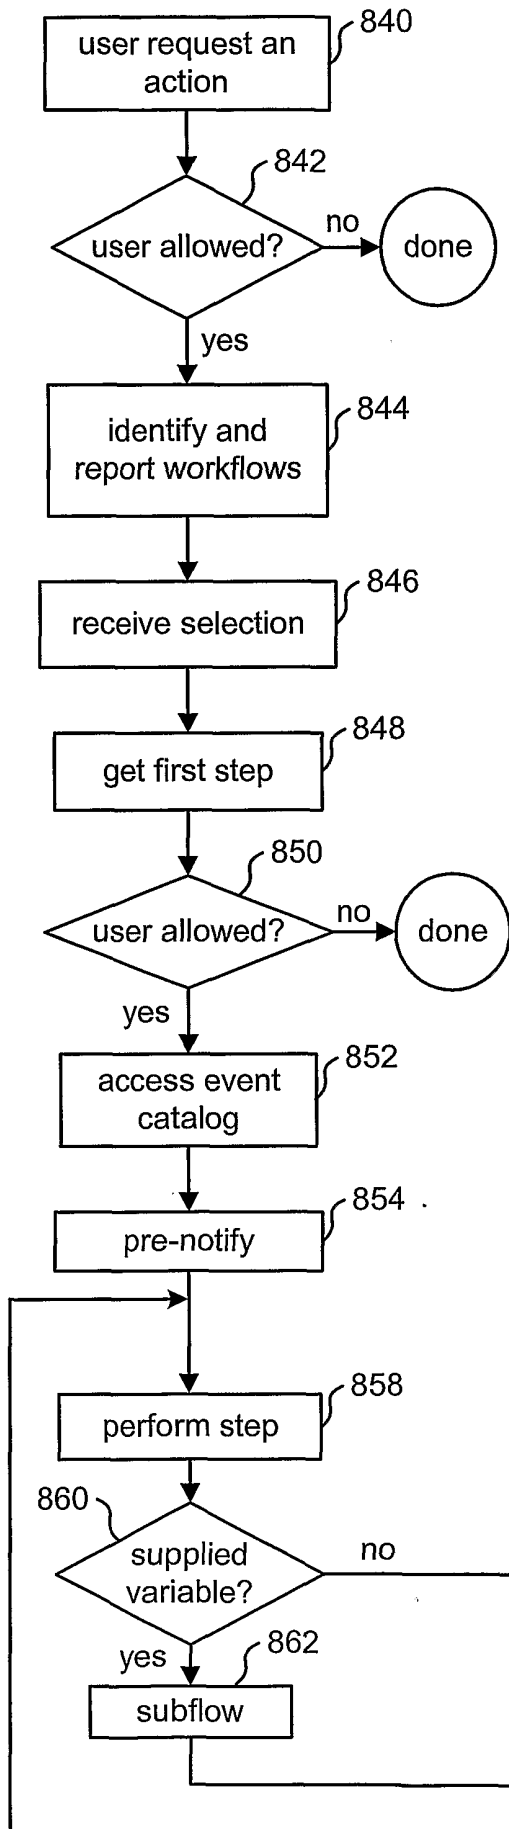 840
user request an
action
842
user allowed?
no
done
yes
844
identify and
report workflows
846
receive selection
848
get first step
850
user allowed?
no
done
yes
852
access event
catalog
854
pre-notify
858
perform step
860
supplied
variable?
no
yes
862
subflow